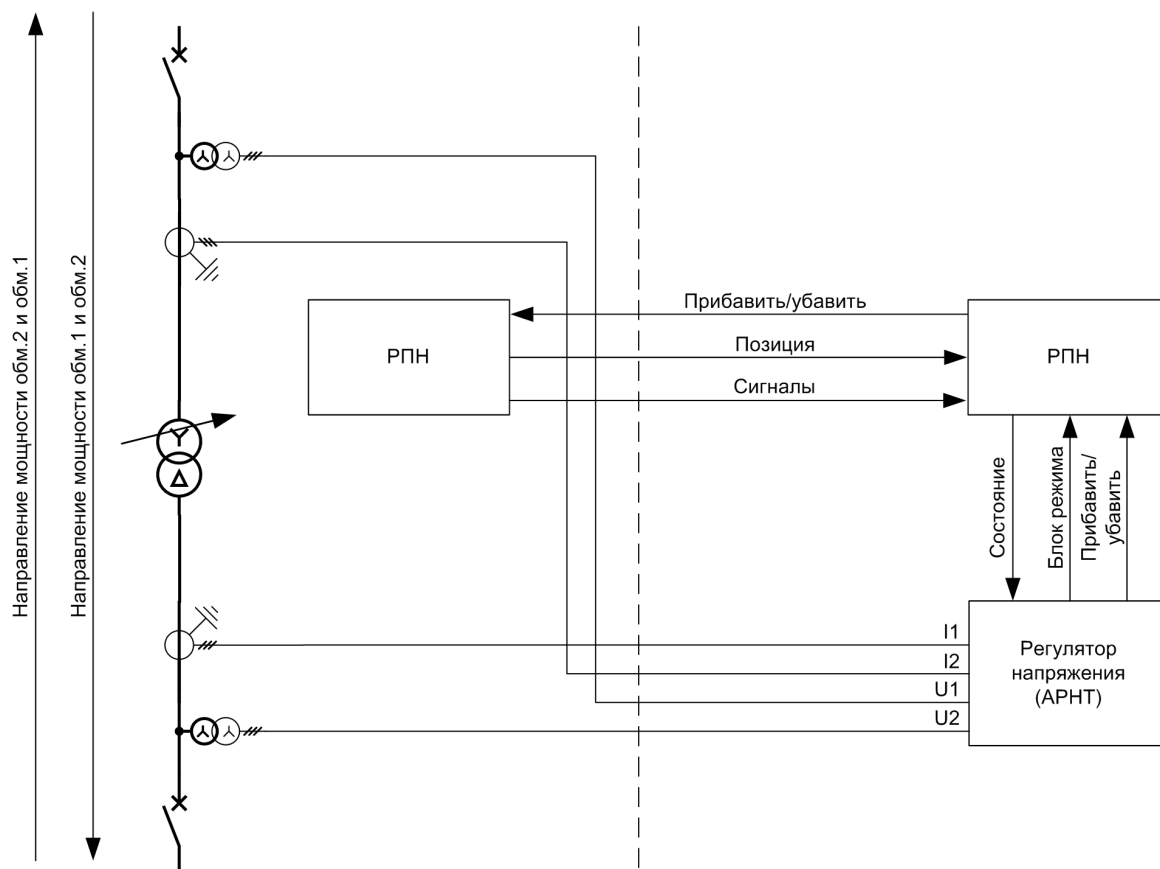 Направление мощности обм.2 и обм.1
Направление мощности обм.1 и обм.2
РПН
Прибавить/убавить
Позиция
Сигналы
РПН
Состояние
Блок режима
Прибавить/
убавить
I1
I2
U1
U2
Регулятор
напряжения
(АРНТ)